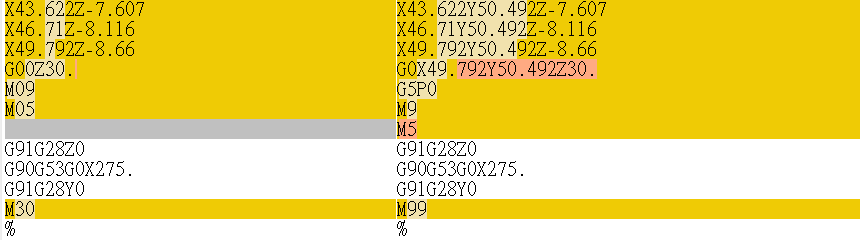 X43.622Z-7.607
X46.71Z-8.116
X49.792Z-8.66
G00Z30.
M09
M05
G91G28Z0
G90G53G0X275.
G91G28Y0
M30
%
X43.622Y50.492Z-7.607
X46.71Y50.492Z-8.116
X49.792Y50.492Z-8.66
G0X49.792Y50.492Z30.
G5P0
M9
M5
G91G28Z0
G90G53G0X275.
G91G28Y0
M99
%